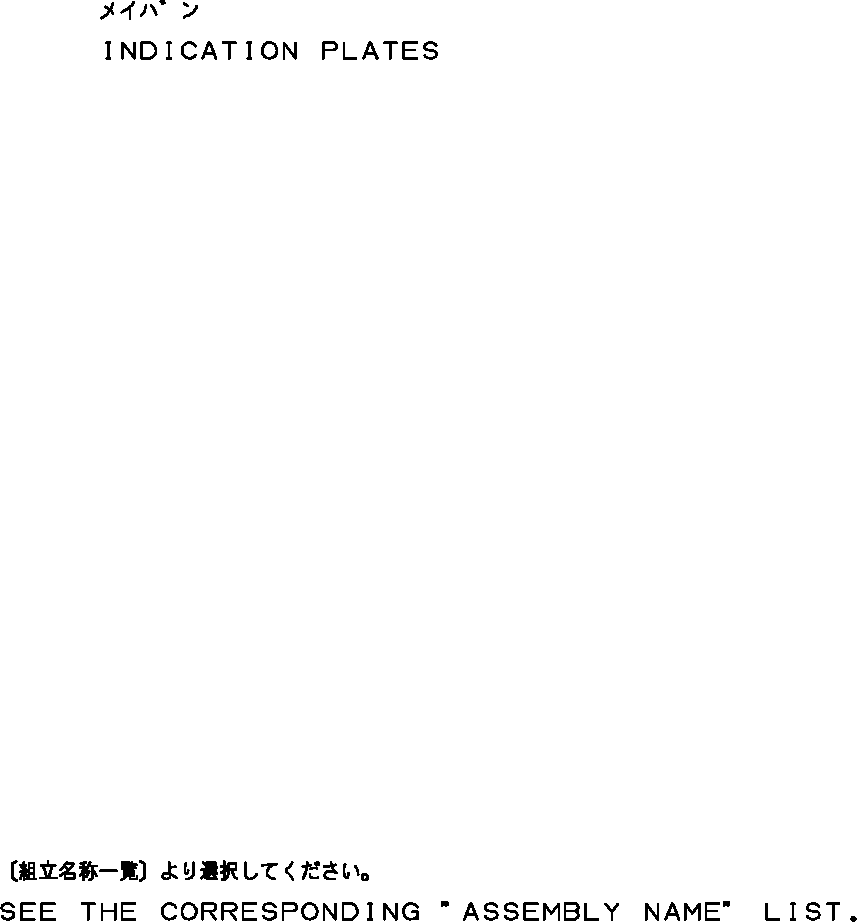 メイバン
INDICATION PLATES
〔組立名称一覧〕より選択してください。
SEE THE CORRESPONDING "ASSEMBLY NAME" LIST.